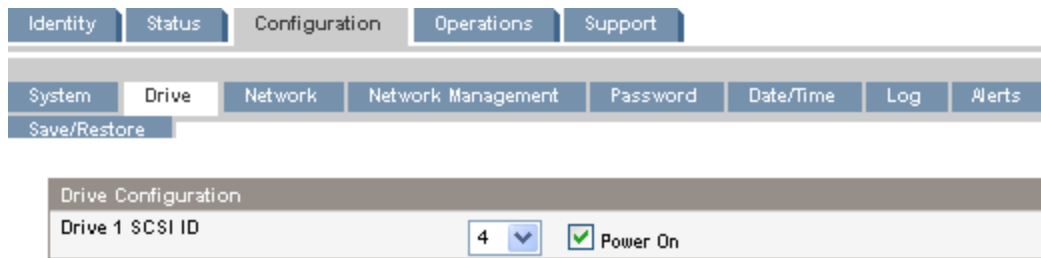 Identity Status Configuration Operations Support
System Drive Network Network Management Password Date/Time Log Alerts
Save/Restore
Drive Configuration
Drive 1 SCSI ID 4 Power On